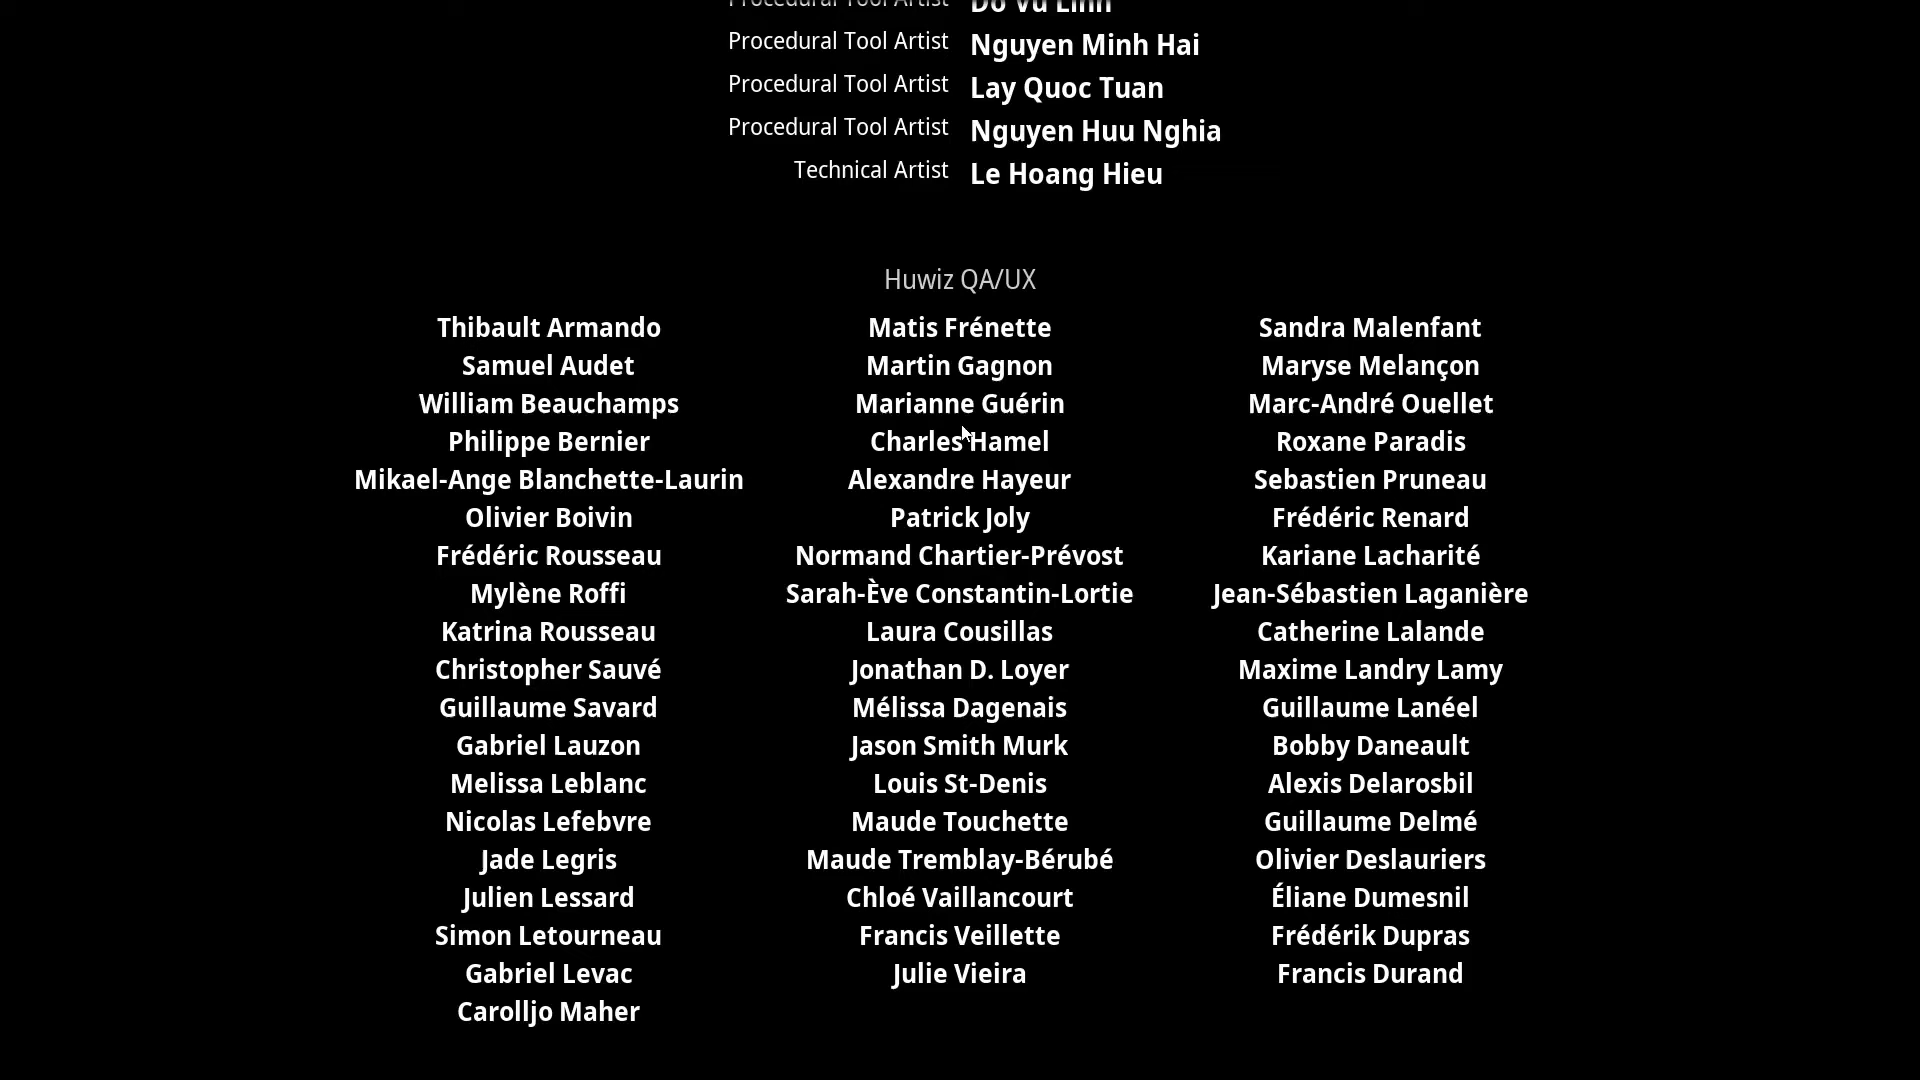 Procedural Tool Artist Do Vu Linh
Procedural Tool Artist Nguyen Minh Hai
Procedural Tool Artist Lay Quoc Tuan
Procedural Tool Artist Nguyen Huu Nghia
Technical Artist Le Hoang Hieu
Huwiz QA/UX
Thibault Armando Matis Frénette Sandra Malenfant
Samuel Audet Martin Gagnon Maryse Melançon
William Beauchamps Marianne Guérin Marc-André Ouellet
Philippe Bernier Charles Hamel Roxane Paradis
Mikael-Ange Blanchette-Laurin Alexandre Hayeur Sebastien Pruneau
Olivier Boivin Patrick Joly Frédéric Renard
Frédéric Rousseau Normand Chartier-Prévost Kariane Lacharité
Mylène Roffi Sarah-Ève Constantin-Lortie Jean-Sébastien Laganière
Katrina Rousseau Laura Cousillas Catherine Lalande
Christopher Sauvé Jonathan D. Loyer Maxime Landry Lamy
Guillaume Savard Mélissa Dagenais Guillaume Lanéel
Gabriel Lauzon Jason Smith Murk Bobby Daneault
Melissa Leblanc Louis St-Denis Alexis Delarosbil
Nicolas Lefebvre Maude Touchette Guillaume Delmé
Jade Legris Maude Tremblay-Bérubé Olivier Deslauriers
Julien Lessard Chloé Vaillancourt Éliane Dumesnil
Simon Letourneau Francis Veillette Frédérik Dupras
Gabriel Levac Julie Vieira Francis Durand
Carolljo Maher